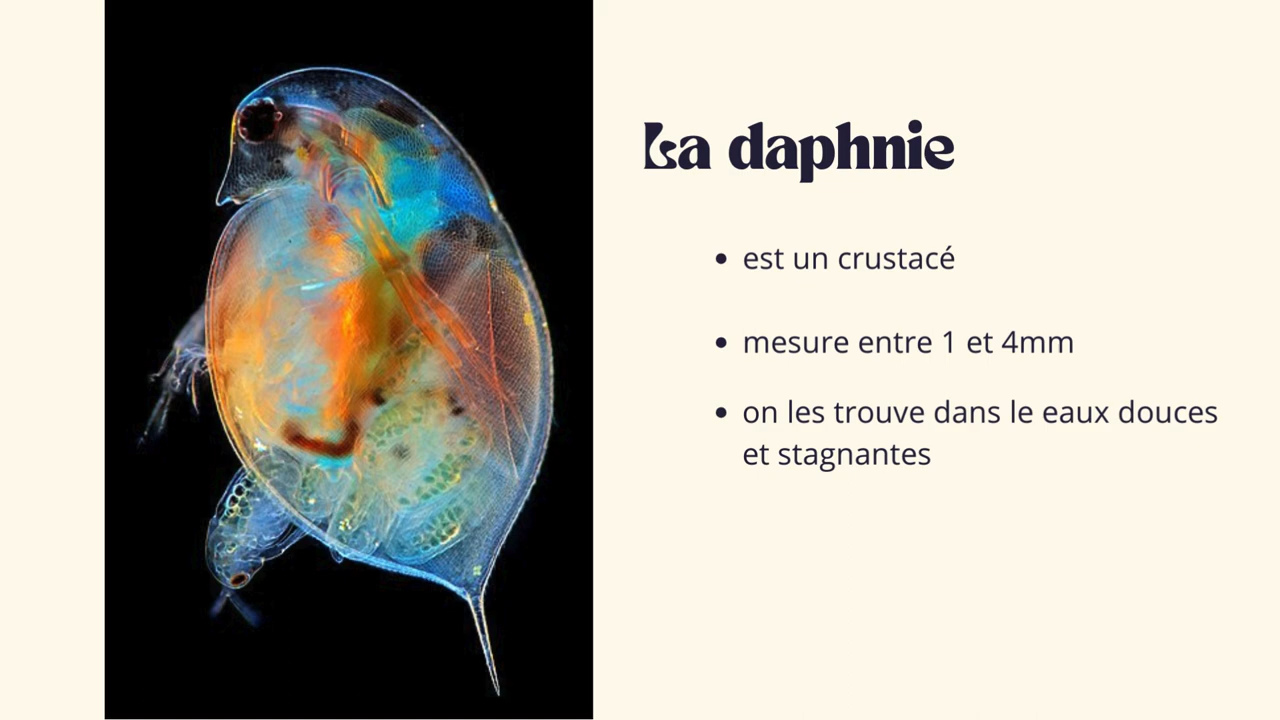 La daphnie
• est un crustacé
• mesure entre 1 et 4mm
• on les trouve dans le eaux douces
et stagnantes